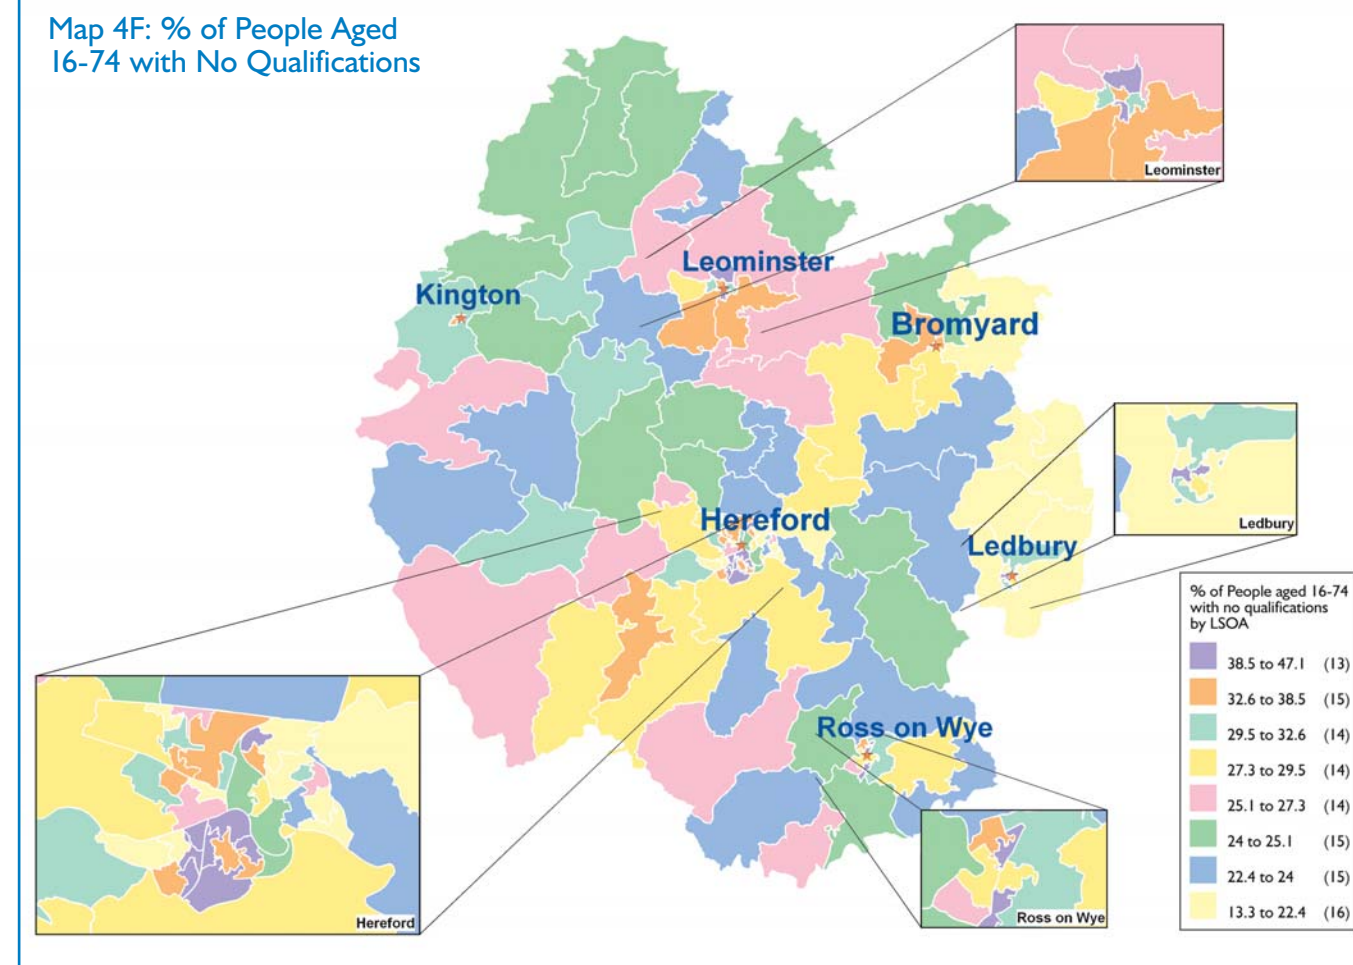 Map 4F: % of People Aged
16-74 with No Qualifications
Leominster
Leominster
Kington
Bromyard
Hereford
Ledbury
Ledbury
% of People aged 16-74
with no qualifications
by LSOA
38.5 to 47.1 (13)
32.6 to 38.5 (15)
29.5 to 32.6 (14)
27.3 to 29.5 (14)
25.1 to 27.3 (14)
24 to 25.1 (15)
22.4 to 24 (15)
13.3 to 22.4 (16)
Ross on Wye
Hereford
Ross on Wye